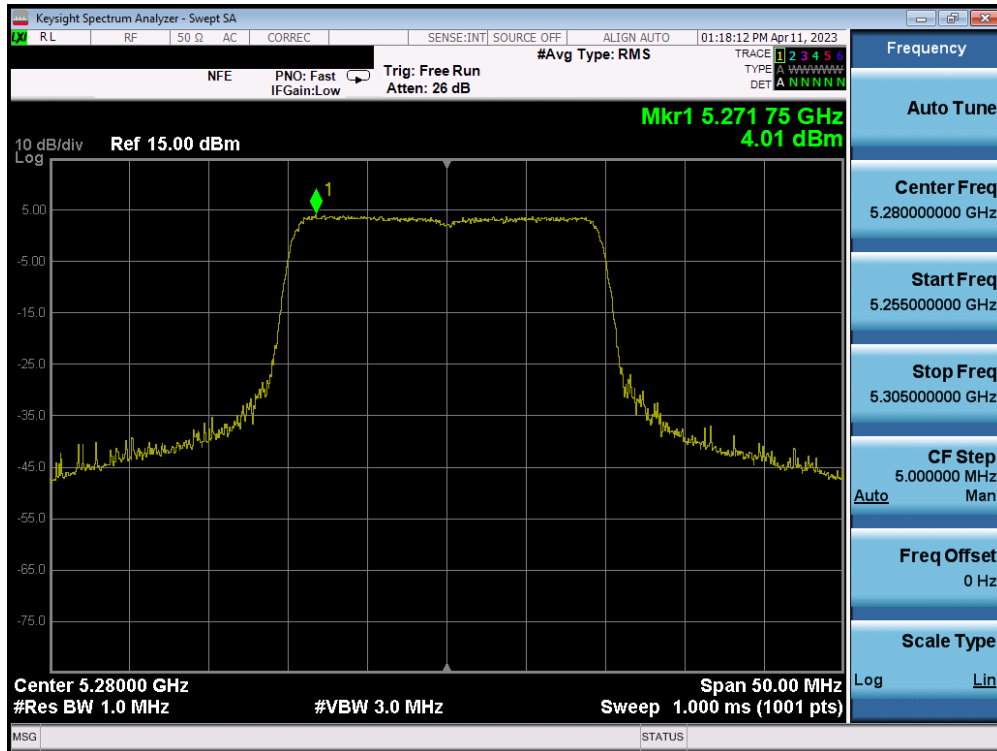 Keysight Spectrum Analyzer - Swept SA
LXI RL RF 50 Ω AC CORREC SENSE:INT SOURCE OFF ALIGN AUTO 01:18:12 PM Apr 11, 2023
#Avg Type: RMS TRACE 1 2 3 4 5 6
NFE PNO: Fast Trig: Free Run TYPE A WWWWW
IFGain:Low Atten: 26 dB DET A N N N N N
Mkr1 5.271 75 GHz
4.01 dBm
10 dB/div Ref 15.00 dBm
Log
1
5.00
-5.00
-15.0
-25.0
-35.0
-45.0
-55.0
-65.0
-75.0
Center 5.28000 GHz Span 50.00 MHz
#Res BW 1.0 MHz #VBW 3.0 MHz Sweep 1.000 ms (1001 pts)
MSG STATUS
Frequency
Auto Tune
Center Freq
5.280000000 GHz
Start Freq
5.255000000 GHz
Stop Freq
5.305000000 GHz
CF Step
5.000000 MHz
Auto Man
Freq Offset
0 Hz
Scale Type
Log Lin